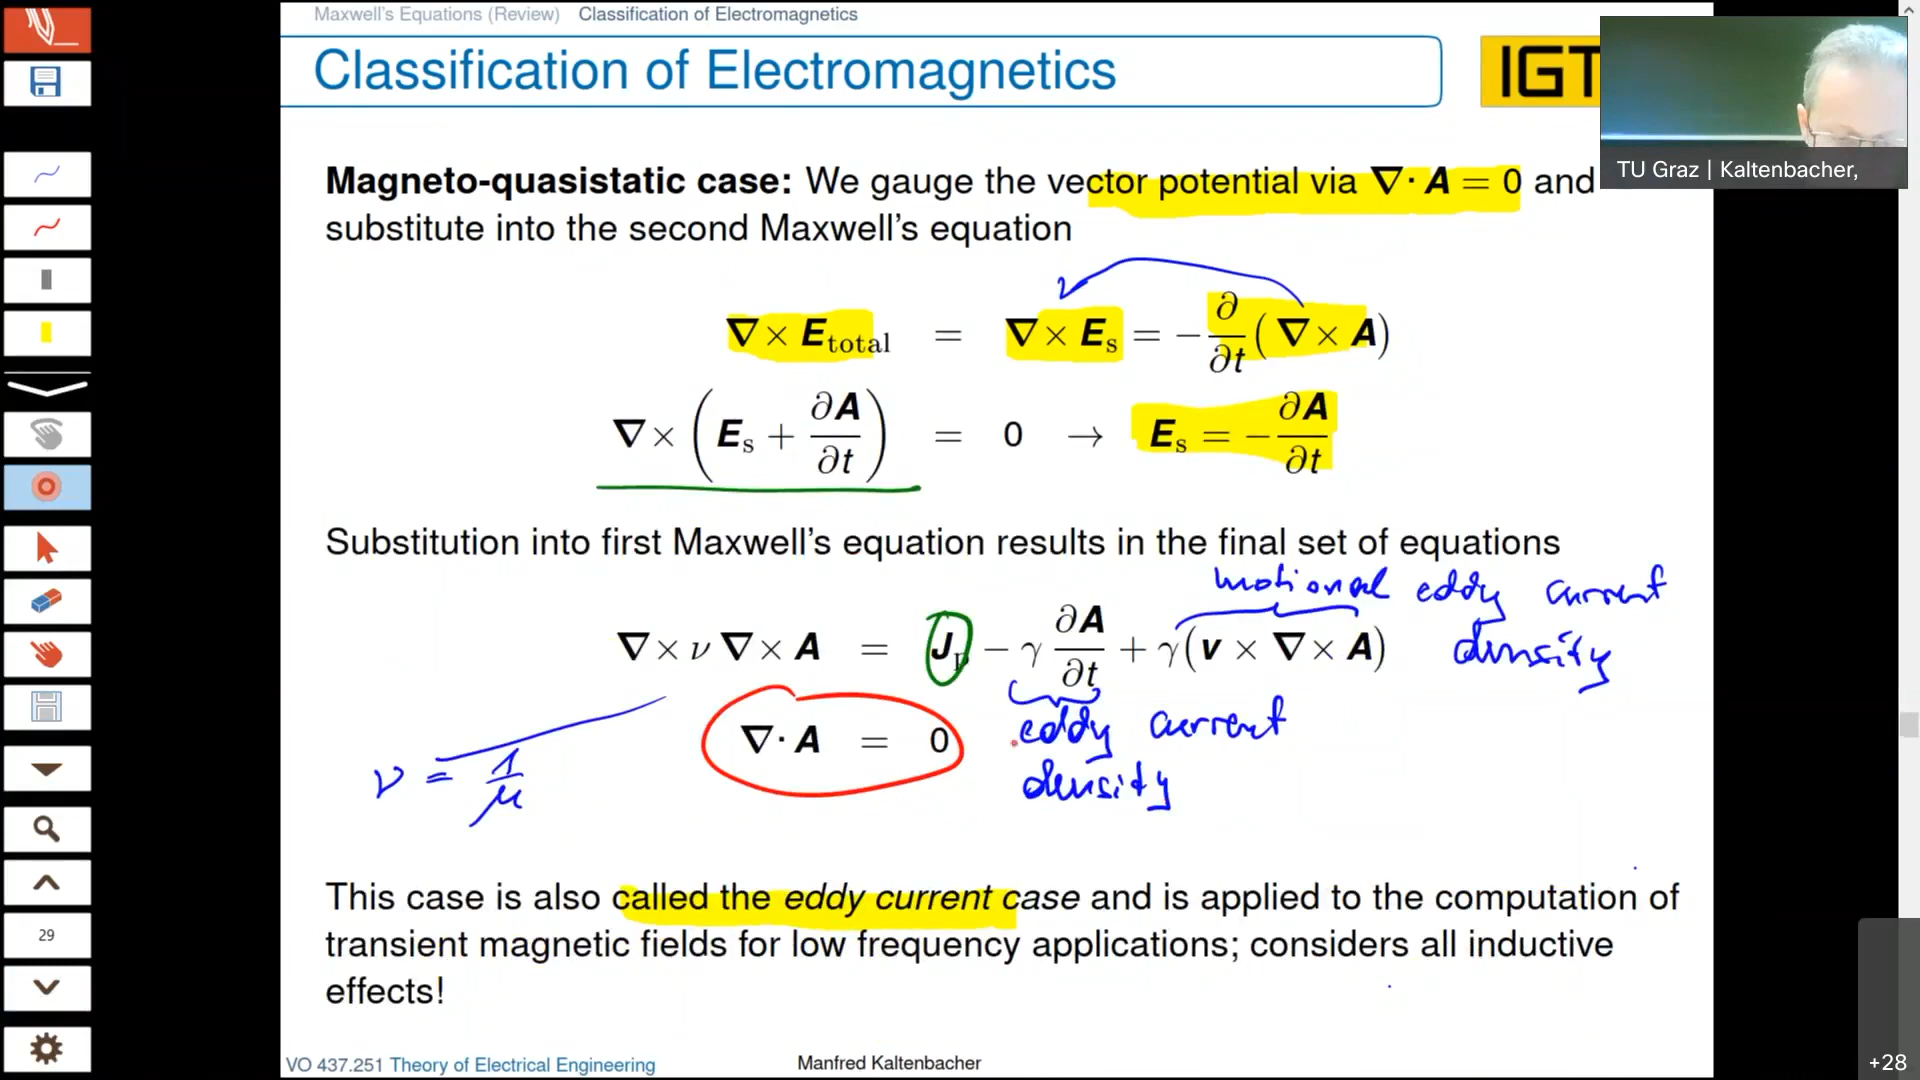 Maxwell's Equations (Review) Classification of Electromagnetics
Classification of Electromagnetics
IGT
TU Graz | Kaltenbacher,
Magneto-quasistatic case: We gauge the vector potential via ∇ · A = 0 and
substitute into the second Maxwell's equation
∇ × E_total = ∇ × E_s = − ∂/∂t ( ∇ × A)
∇ × (E_s + ∂A/∂t) = 0 → E_s = − ∂A/∂t
Substitution into first Maxwell's equation results in the final set of equations
motional eddy current
density
∇ × ν ∇ × A = J_p − γ ∂A/∂t + γ(v × ∇ × A)
∇ · A = 0
eddy current
density
ν = 1/μ
This case is also called the eddy current case and is applied to the computation of
transient magnetic fields for low frequency applications; considers all inductive
effects!
29
VO 437.251 Theory of Electrical Engineering Manfred Kaltenbacher
+28